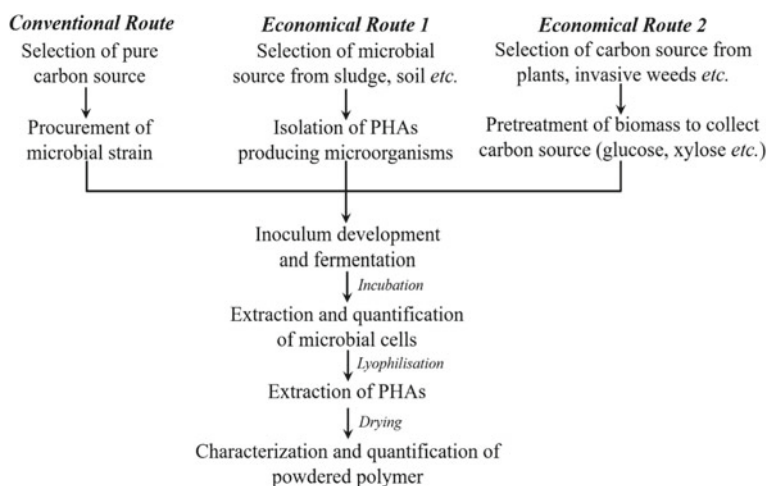 Conventional Route
Selection of pure
carbon source
Procurement of
microbial strain
Economical Route 1
Selection of microbial
source from sludge, soil etc.
Isolation of PHAs
producing microorganisms
Economical Route 2
Selection of carbon source from
plants, invasive weeds etc.
Pretreatment of biomass to collect
carbon source (glucose, xylose etc.)
Inoculum development
and fermentation
Incubation
Extraction and quantification
of microbial cells
Lyophilisation
Extraction of PHAs
Drying
Characterization and quantification of
powdered polymer